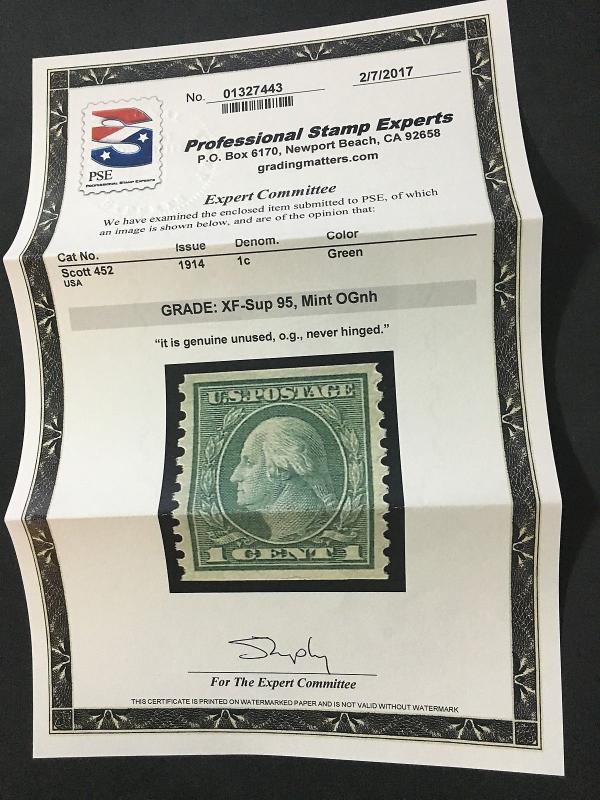 No. 01327443 2/7/2017
PSE
PROFESSIONAL STAMP EXPERTS
Professional Stamp Experts
P.O. Box 6170, Newport Beach, CA 92658
gradingmatters.com
Expert Committee
We have examined the enclosed item submitted to PSE, of which
an image is shown below, and are of the opinion that:
Cat No. Issue Denom. Color
Scott 452 1914 1c Green
USA
GRADE: XF-Sup 95, Mint OGnh
“it is genuine unused, o.g., never hinged.”
U.S. POSTAGE
1 CENT 1
For The Expert Committee
THIS CERTIFICATE IS PRINTED ON WATERMARKED PAPER AND IS NOT VALID WITHOUT WATERMARK